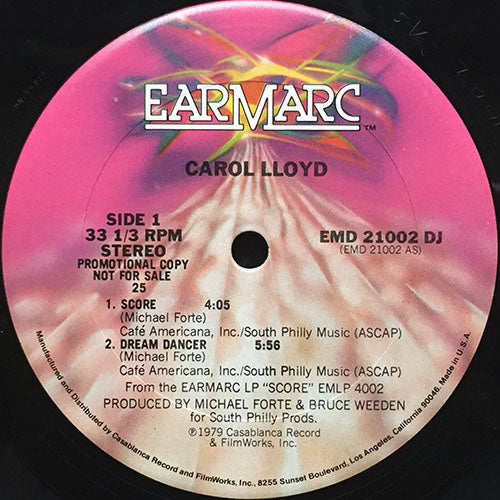 EARMARC TM
CAROL LLOYD
SIDE 1
33 1/3 RPM
STEREO
PROMOTIONAL COPY
NOT FOR SALE
25
EMD 21002 DJ
(EMD 21002 AS)
1. SCORE 4:05
(Michael Forte)
Café Americana, Inc./South Philly Music (ASCAP)
2. DREAM DANCER 5:56
(Michael Forte)
Café Americana, Inc./South Philly Music (ASCAP)
From the EARMARC LP "SCORE" EMLP 4002
PRODUCED BY MICHAEL FORTE & BRUCE WEEDEN
for South Philly Prods.
℗1979 Casablanca Record
& FilmWorks, Inc.
Manufactured and Distributed by Casablanca Record and FilmWorks, Inc., 8255 Sunset Boulevard, Los Angeles, California 90046. Made in U.S.A.